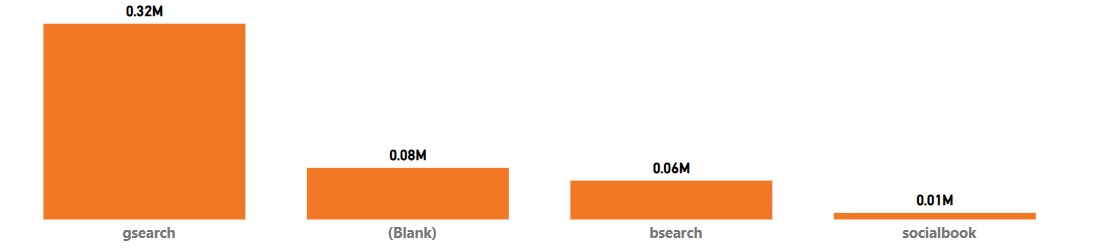 0.32M
0.08M
0.06M
0.01M
gsearch
(Blank)
bsearch
socialbook